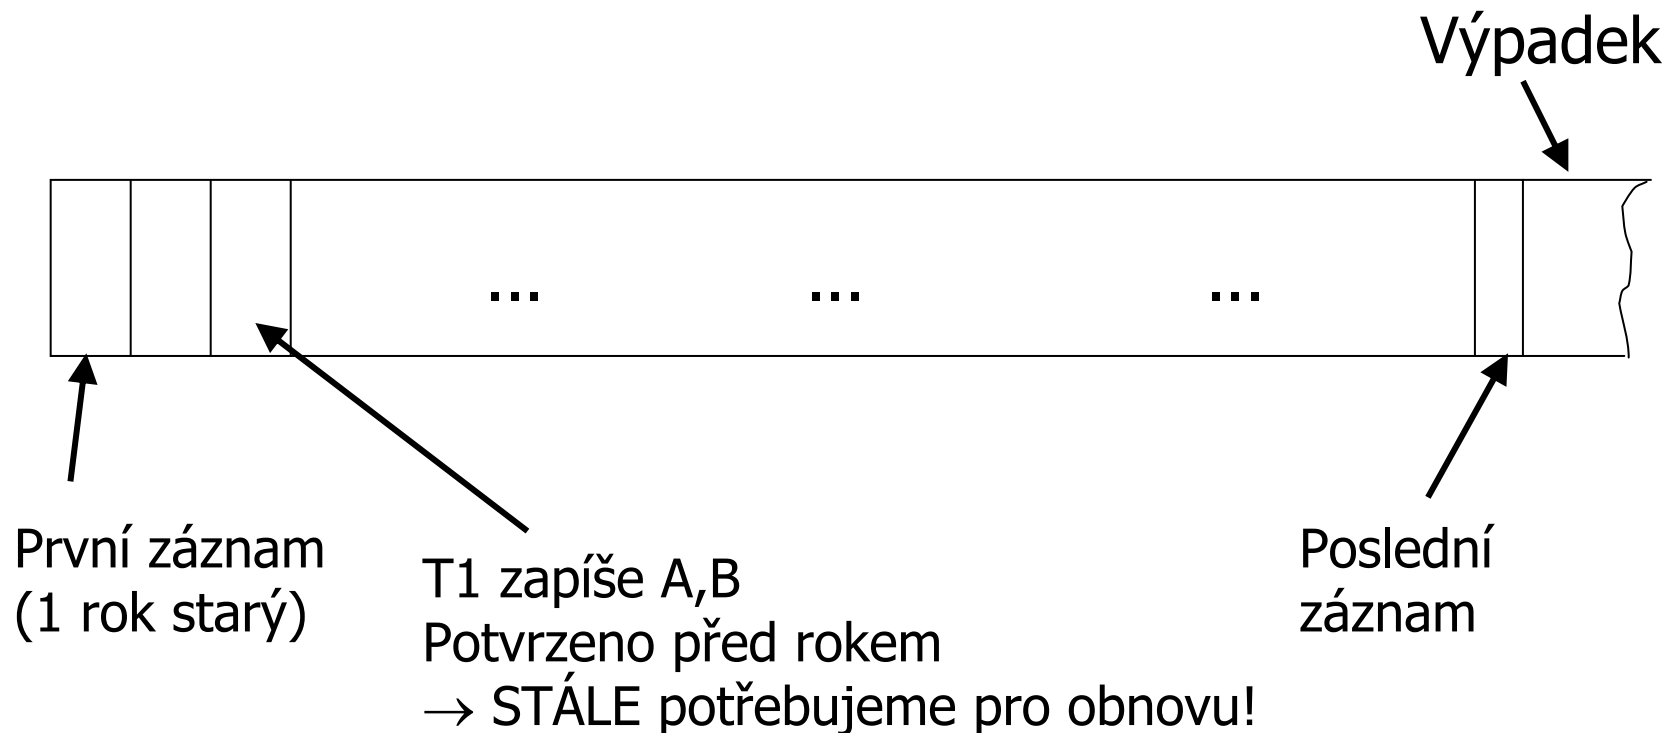 Výpadek
... ... ...
První záznam
(1 rok starý)
T1 zapíše A,B
Potvrzeno před rokem
→ STÁLE potřebujeme pro obnovu!
Poslední
záznam